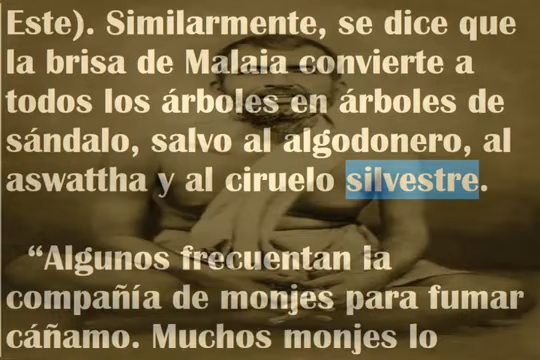 Este). Similarmente, se dice que
la brisa de Malaia convierte a
todos los árboles en árboles de
sándalo, salvo al algodonero, al
aswattha y al ciruelo silvestre.
“Algunos frecuentan la
compañía de monjes para fumar
cáñamo. Muchos monjes lo